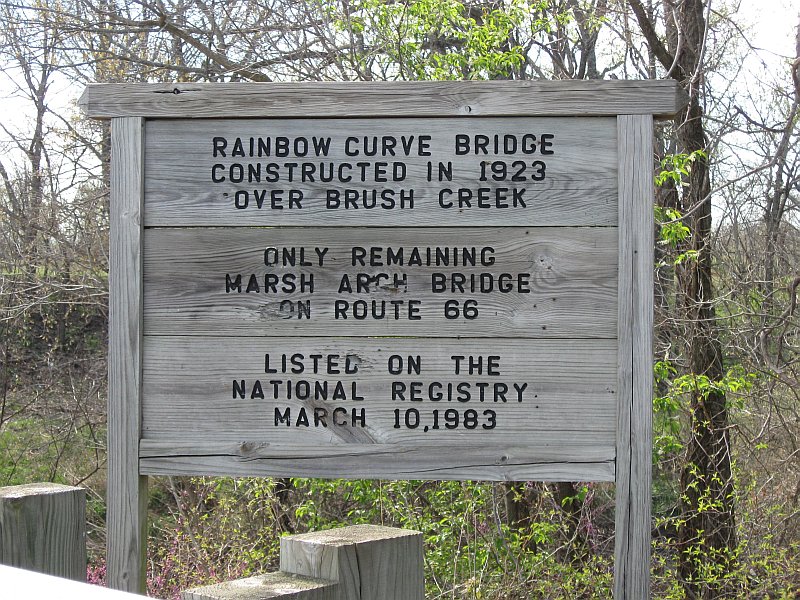 RAINBOW CURVE BRIDGE
CONSTRUCTED IN 1923
OVER BRUSH CREEK
ONLY REMAINING
MARSH ARCH BRIDGE
ON ROUTE 66
LISTED ON THE
NATIONAL REGISTRY
MARCH 10,1983